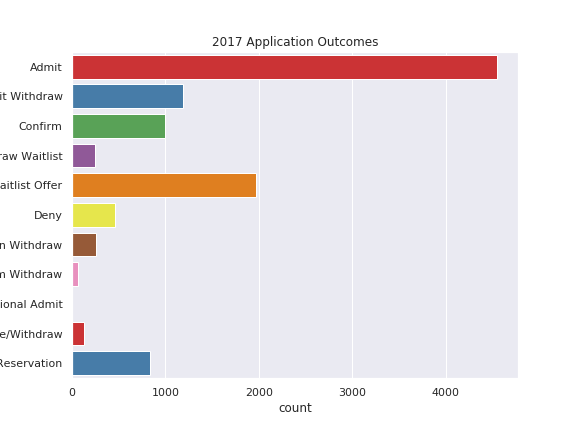 2017 Application Outcomes
Admit
it Withdraw
Confirm
raw Waitlist
aitlist Offer
Deny
n Withdraw
m Withdraw
ional Admit
e/Withdraw
Reservation
0 1000 2000 3000 4000
count